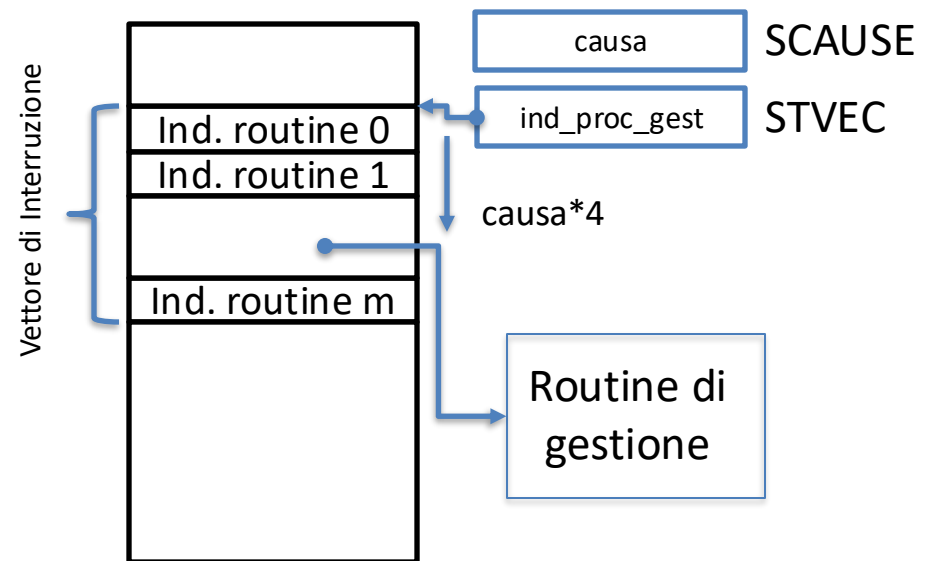 causa
SCAUSE
ind_proc_gest
STVEC
Vettore di Interruzione
Ind. routine 0
Ind. routine 1
causa*4
Ind. routine m
Routine di
gestione